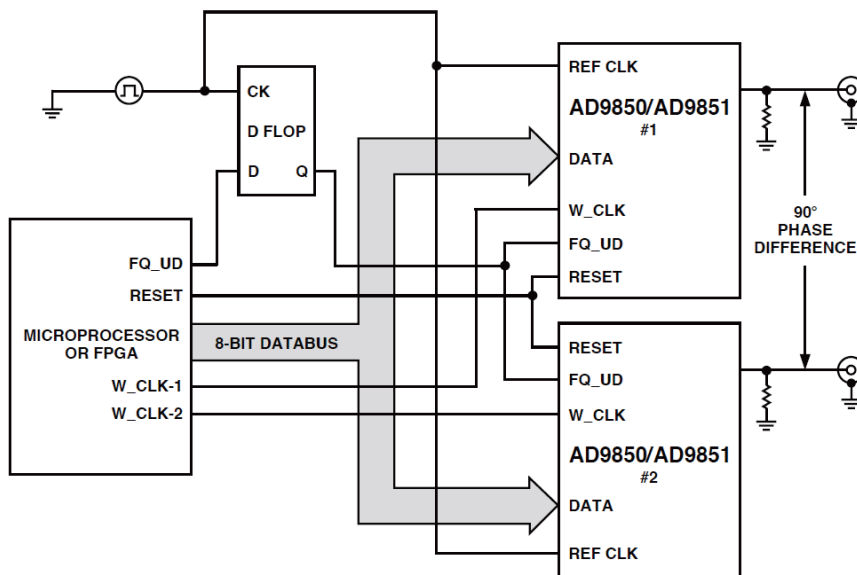 CK
D FLOP
D Q
FQ_UD
RESET
MICROPROCESSOR
OR FPGA
W_CLK-1
W_CLK-2
8-BIT DATABUS
REF CLK
AD9850/AD9851
#1
DATA
W_CLK
FQ_UD
RESET
90°
PHASE
DIFFERENCE
RESET
FQ_UD
W_CLK
AD9850/AD9851
#2
DATA
REF CLK